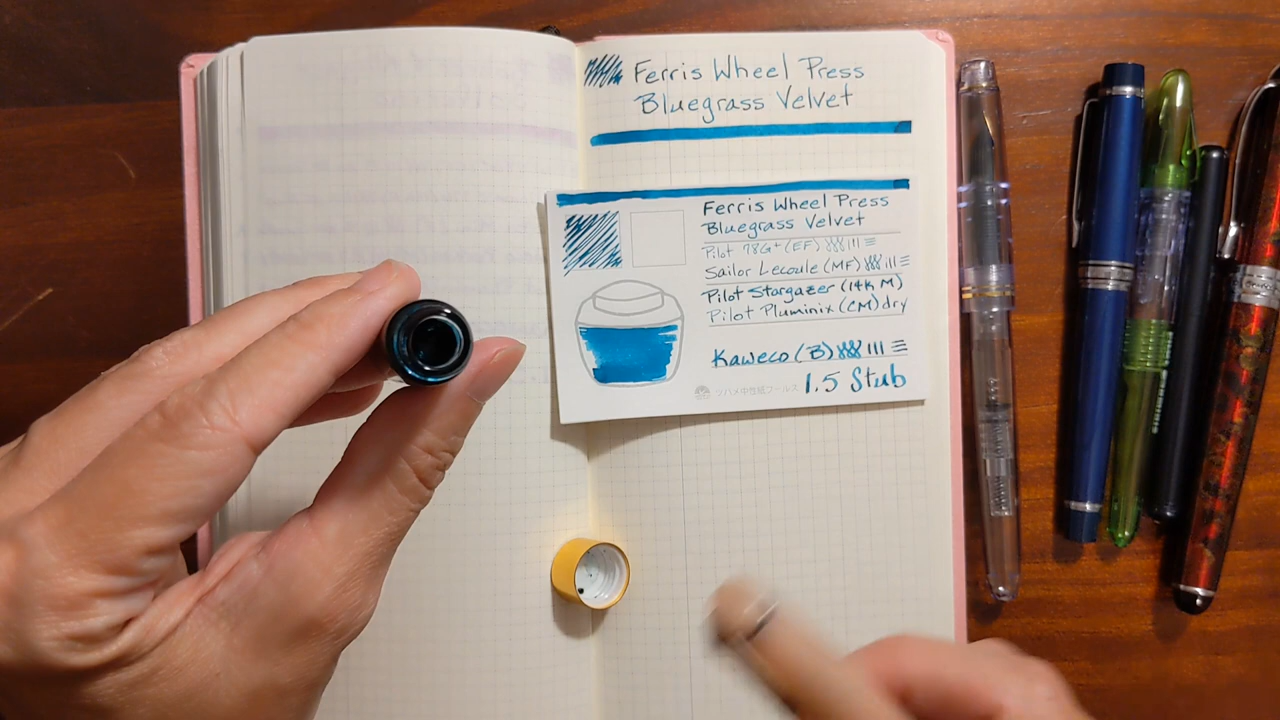 Ferris Wheel Press
Bluegrass Velvet
Ferris Wheel Press
Bluegrass Velvet
Pilot 78G+ (EF)
Sailor Lecoule (MF)
Pilot Stargazer (14k M)
Pilot Pluminix (CM) dry
Kaweco (B)
1.5 Stub
ツバメ中性紙フールス